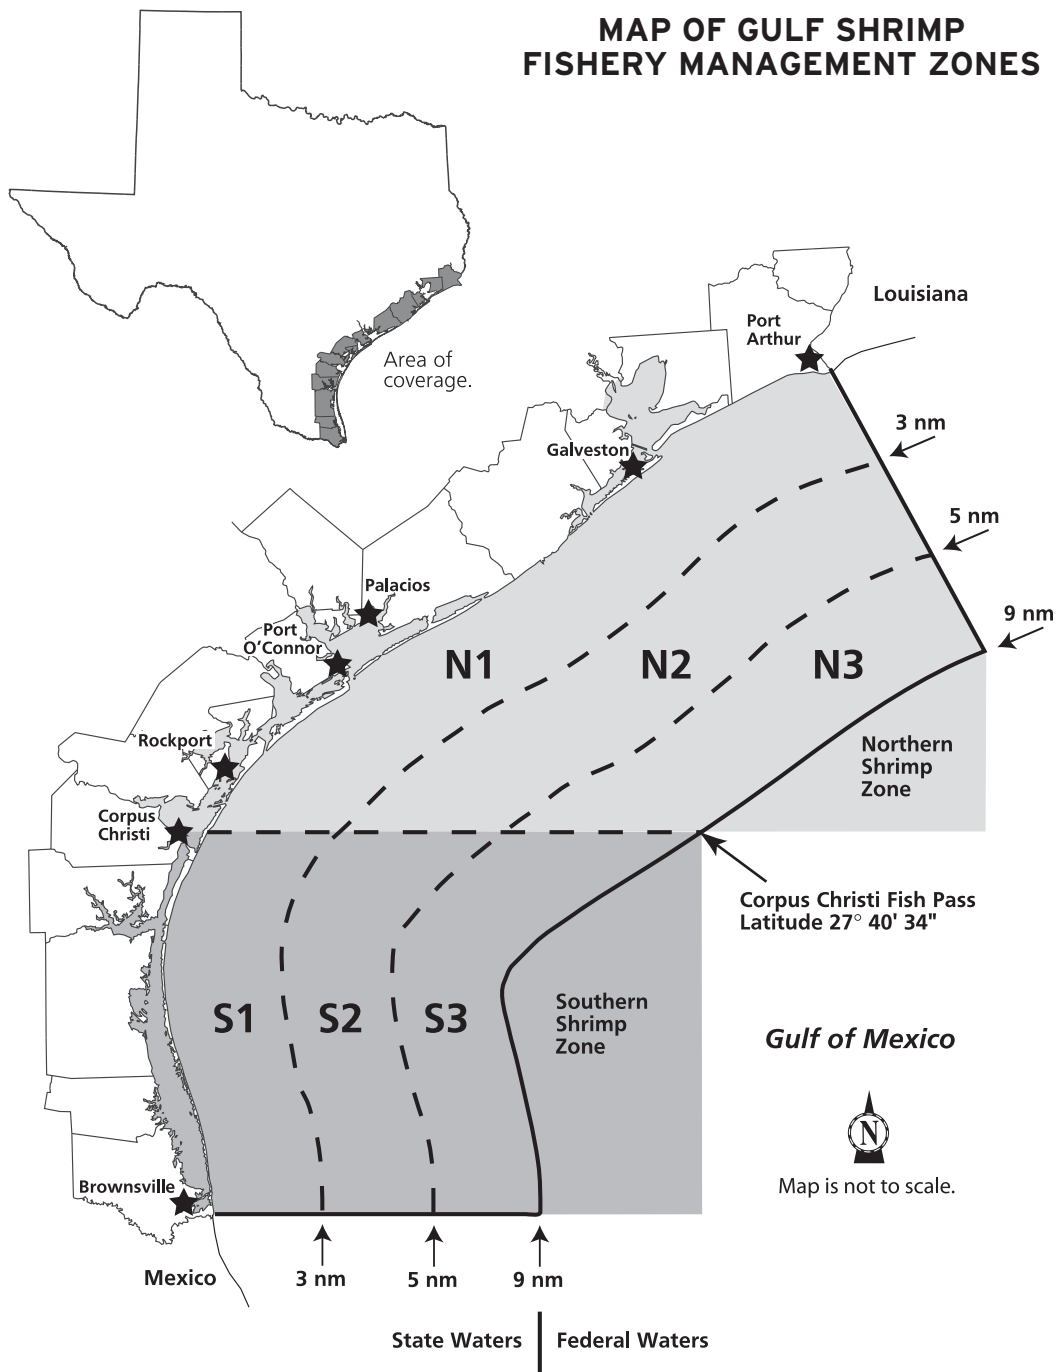 MAP OF GULF SHRIMP
FISHERY MANAGEMENT ZONES
Area of
coverage.
Louisiana
Port
Arthur
3 nm
Galveston
5 nm
Palacios
9 nm
Port
O'Connor
N1
N2
N3
Rockport
Northern
Shrimp
Zone
Corpus
Christi
Corpus Christi Fish Pass
Latitude 27° 40' 34"
S1
S2
S3
Southern
Shrimp
Zone
Gulf of Mexico
N
Map is not to scale.
Brownsville
Mexico
3 nm
5 nm
9 nm
State Waters
Federal Waters